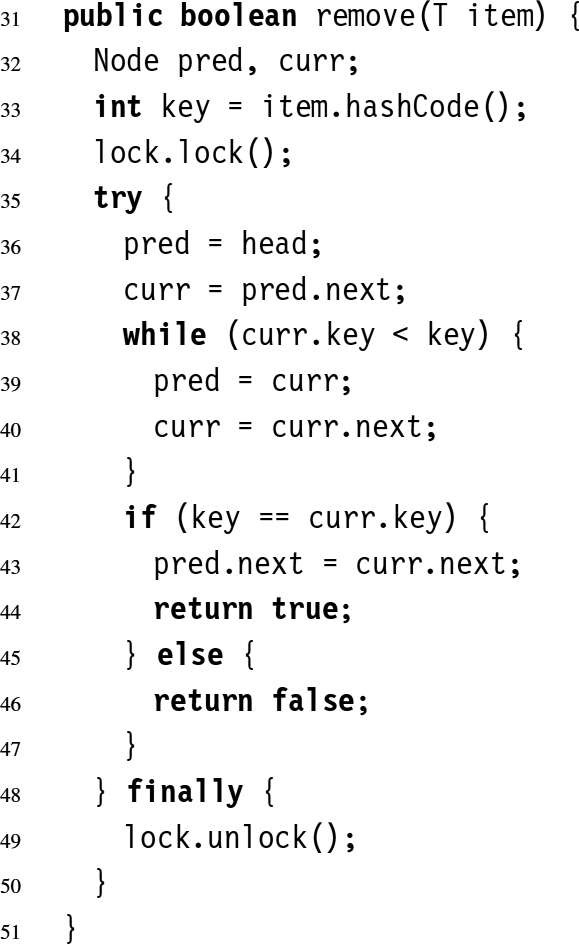 31 public boolean remove(T item) {
32 Node pred, curr;
33 int key = item.hashCode();
34 lock.lock();
35 try {
36 pred = head;
37 curr = pred.next;
38 while (curr.key < key) {
39 pred = curr;
40 curr = curr.next;
41 }
42 if (key == curr.key) {
43 pred.next = curr.next;
44 return true;
45 } else {
46 return false;
47 }
48 } finally {
49 lock.unlock();
50 }
51 }